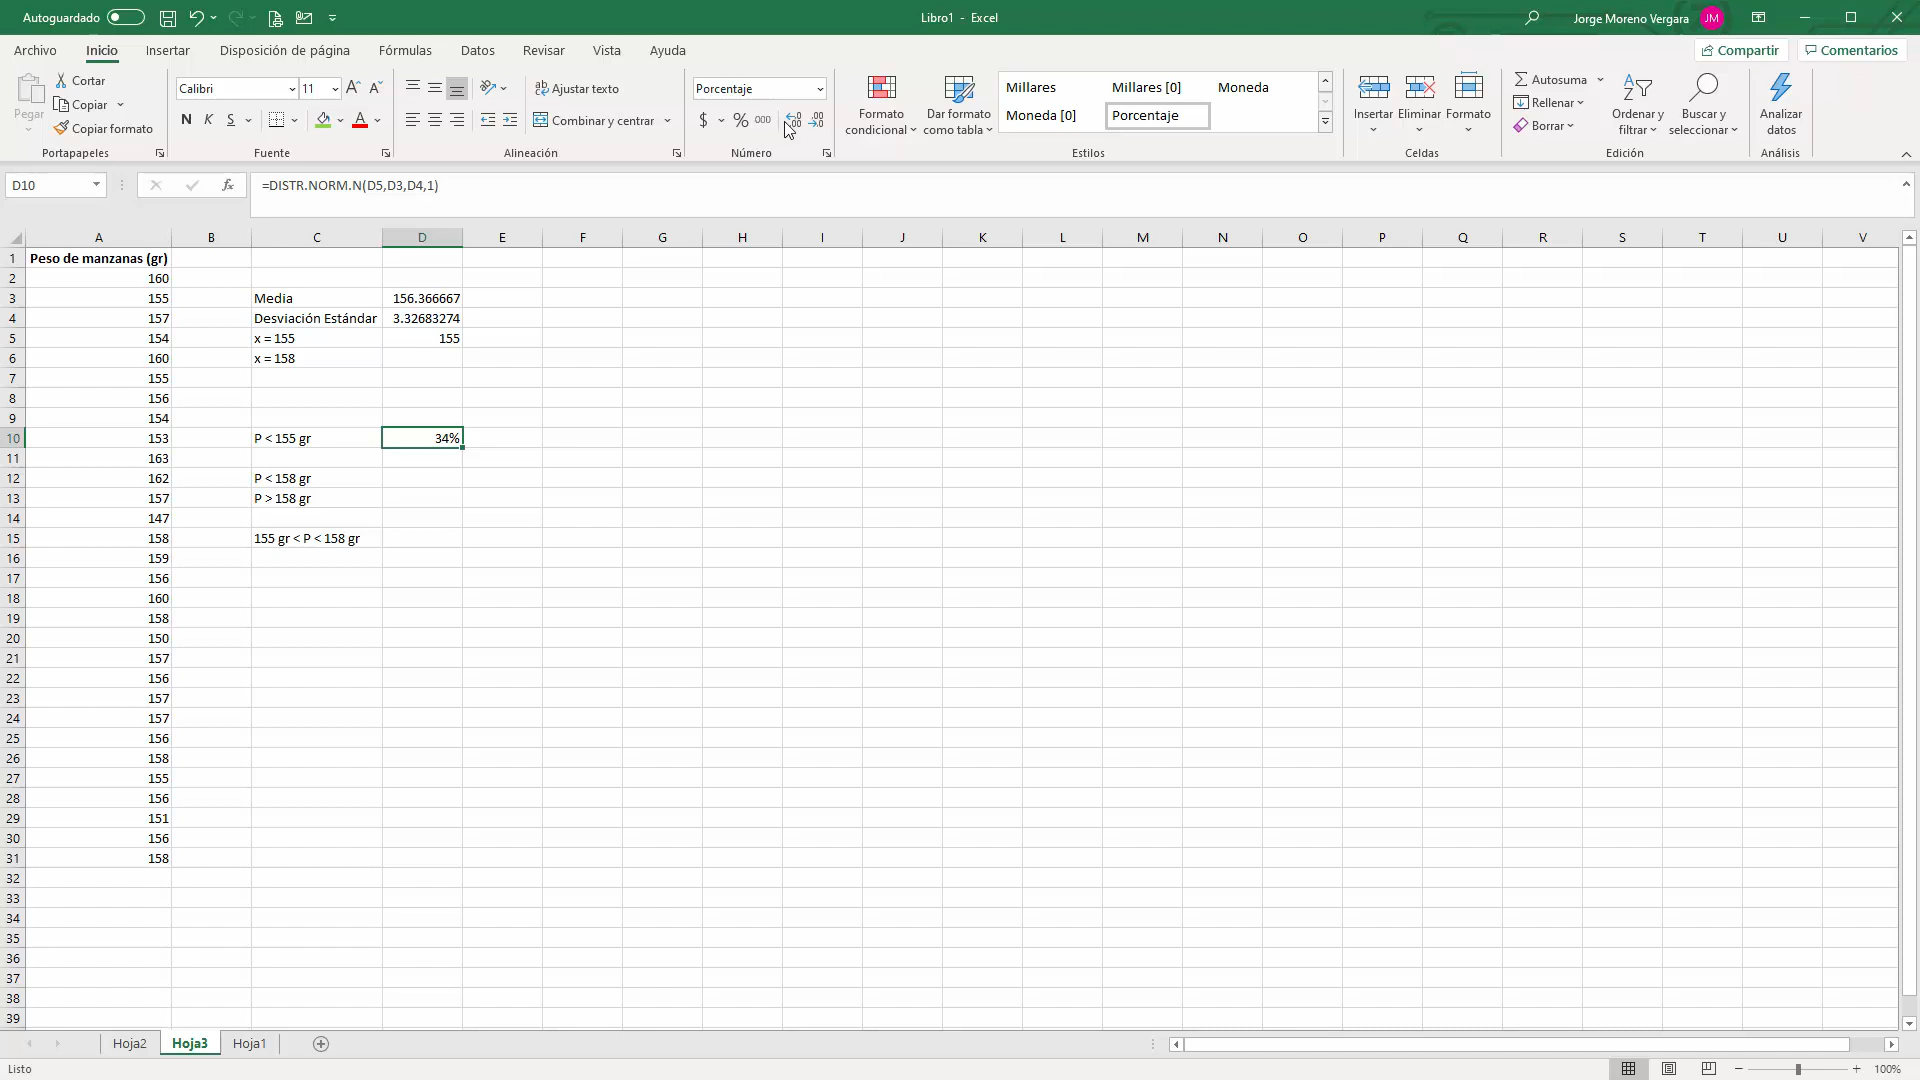 Autoguardado
Libro1 - Excel
Jorge Moreno Vergara
JM
Archivo Inicio Insertar Disposición de página Fórmulas Datos Revisar Vista Ayuda
Compartir Comentarios
Pegar
Cortar
Copiar
Copiar formato
Portapapeles
Calibri 11
N K S
Fuente
Ajustar texto
Combinar y centrar
Alineación
Porcentaje
$ % 000
Número
Formato condicional
Dar formato como tabla
Millares Millares [0] Moneda
Moneda [0] Porcentaje
Estilos
Insertar Eliminar Formato
Celdas
Autosuma
Rellenar
Borrar
Ordenar y filtrar
Buscar y seleccionar
Edición
Analizar datos
Análisis
D10 fx =DISTR.NORM.N(D5,D3,D4,1)
A B C D E F G H I J K L M N O P Q R S T U V
1 Peso de manzanas (gr)
2 160
3 155 Media 156.366667
4 157 Desviación Estándar 3.32683274
5 154 x = 155 155
6 160 x = 158
7 155
8 156
9 154
10 153 P < 155 gr 34%
11 163
12 162 P < 158 gr
13 157 P > 158 gr
14 147
15 158 155 gr < P < 158 gr
16 159
17 156
18 160
19 158
20 150
21 157
22 156
23 157
24 157
25 156
26 158
27 155
28 156
29 151
30 156
31 158
32
33
34
35
36
37
38
39
Hoja2 Hoja3 Hoja1
Listo
100%